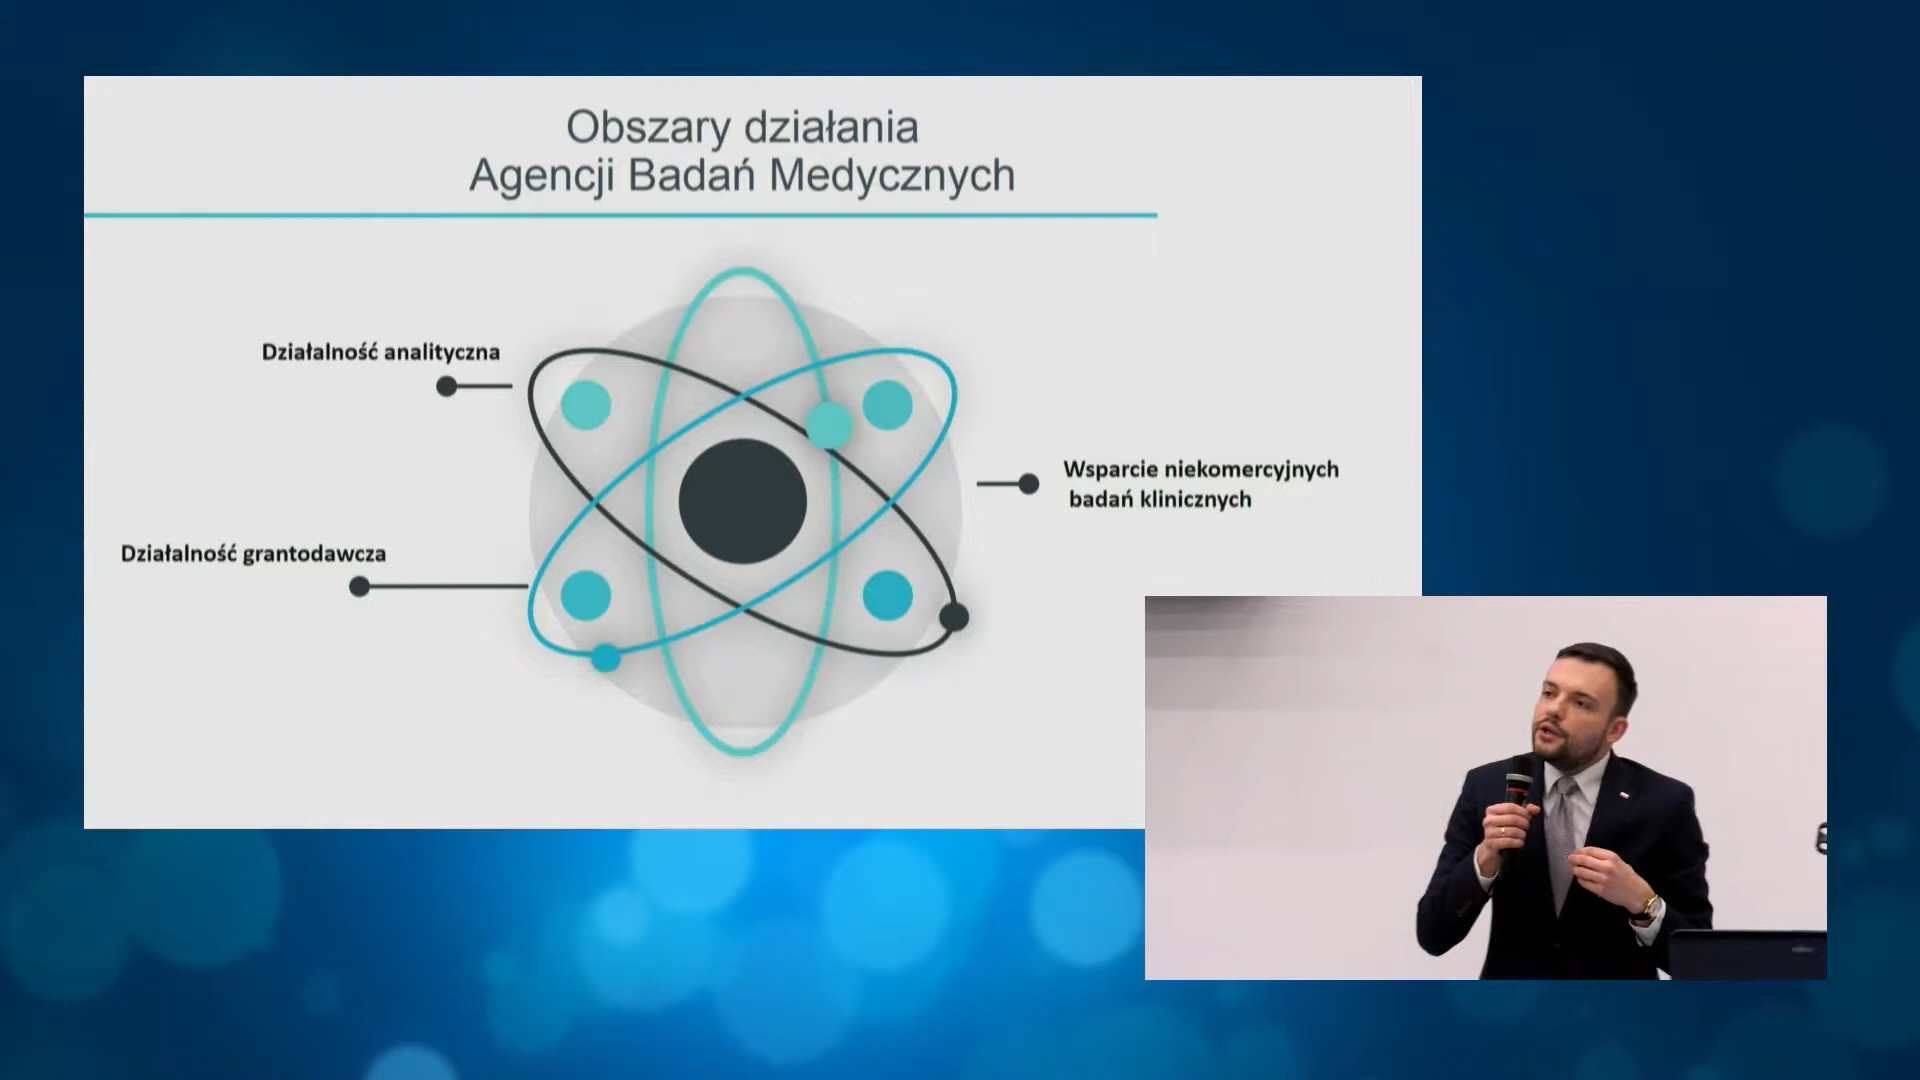 Obszary działania
Agencji Badań Medycznych
Działalność analityczna
Wsparcie niekomercyjnych
badań klinicznych
Działalność grantodawcza